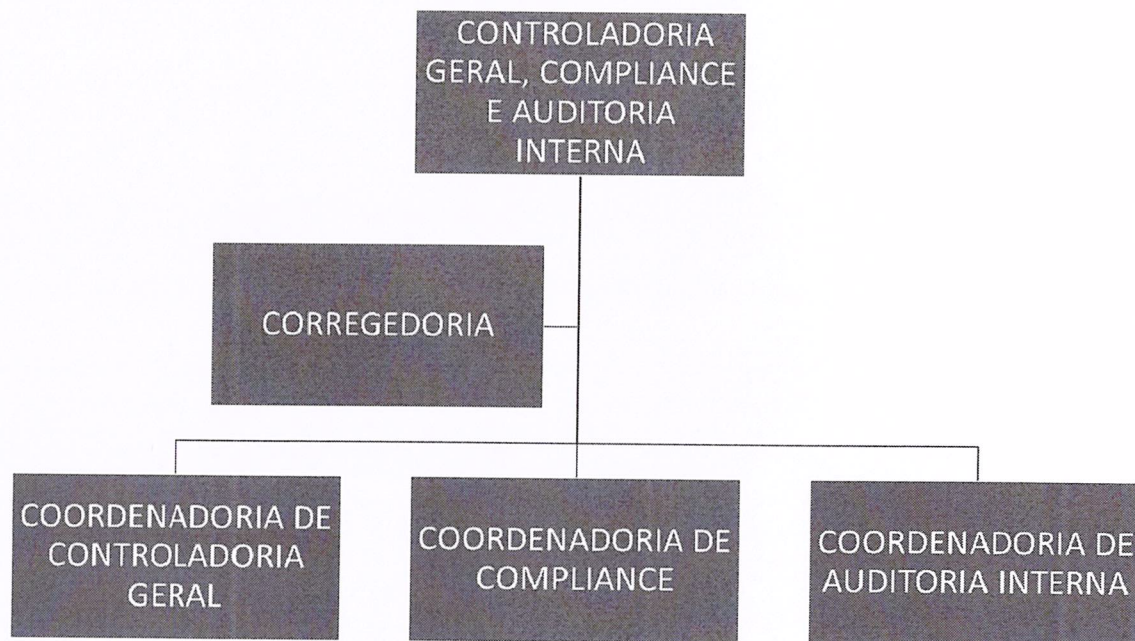 CONTROLADORIA
GERAL, COMPLIANCE
E AUDITORIA
INTERNA
CORREGEDORIA
COORDENADORIA DE
CONTROLADORIA
GERAL
COORDENADORIA DE
COMPLIANCE
COORDENADORIA DE
AUDITORIA INTERNA